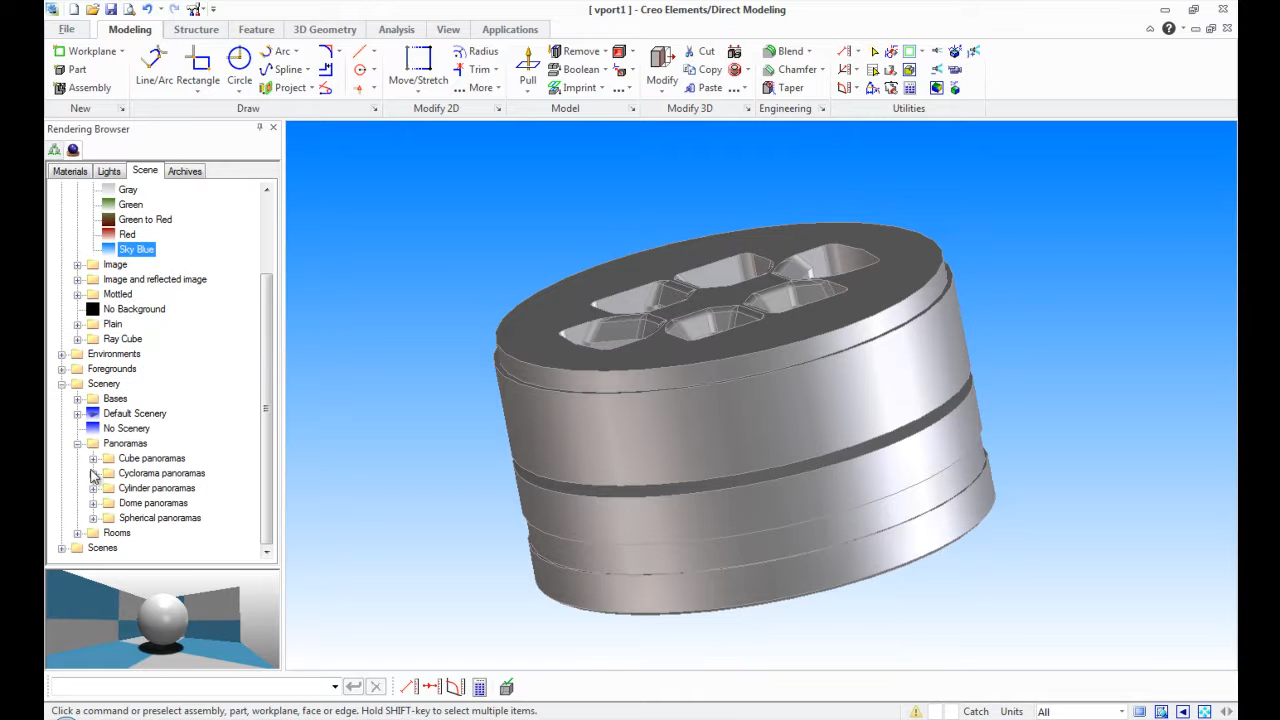 [ vport1 ] - Creo Elements/Direct Modeling
File Modeling Structure Feature 3D Geometry Analysis View Applications
Workplane Arc Radius Remove Cut Blend
Part Line/Arc Rectangle Circle Spline Move/Stretch Trim Pull Boolean Modify Copy Chamfer
Assembly Project More Imprint Paste Taper
New Draw Modify 2D Model Modify 3D Engineering Utilities
Rendering Browser
Materials Lights Scene Archives
Gray
Green
Green to Red
Red
Sky Blue
Image
Image and reflected image
Mottled
No Background
Plain
Ray Cube
Environments
Foregrounds
Scenery
Bases
Default Scenery
No Scenery
Panoramas
Cube panoramas
Cyclorama panoramas
Cylinder panoramas
Dome panoramas
Spherical panoramas
Rooms
Scenes
Click a command or preselect assembly, part, workplane, face or edge. Hold SHIFT-key to select multiple items. Catch Units All